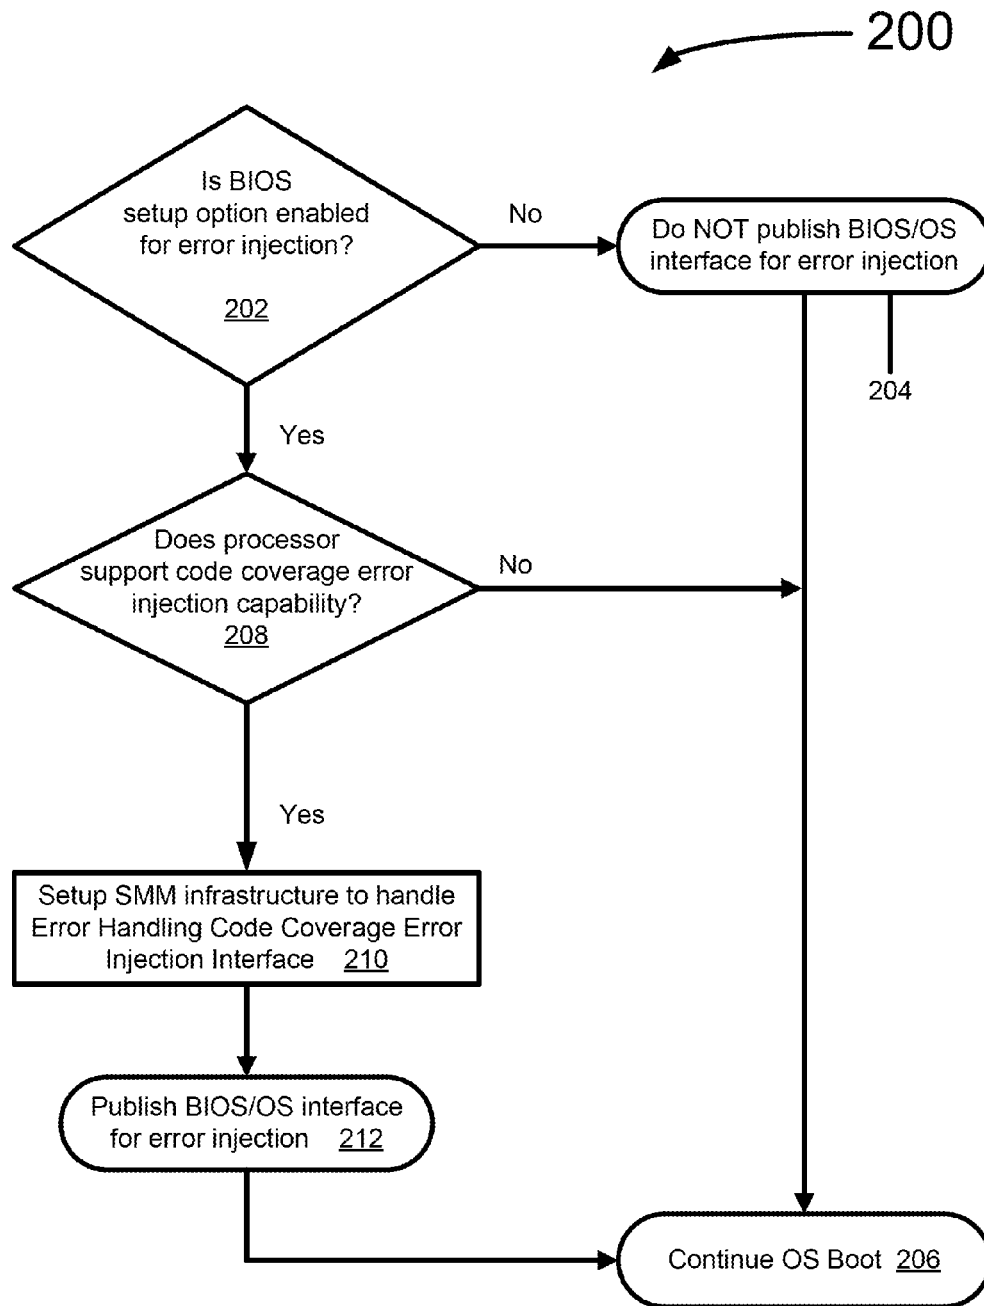 200
Is BIOS
setup option enabled
for error injection?
202
No
Do NOT publish BIOS/OS
interface for error injection
204
Yes
Does processor
support code coverage error
injection capability?
208
No
Yes
Setup SMM infrastructure to handle
Error Handling Code Coverage Error
Injection Interface 210
Publish BIOS/OS interface
for error injection 212
Continue OS Boot 206